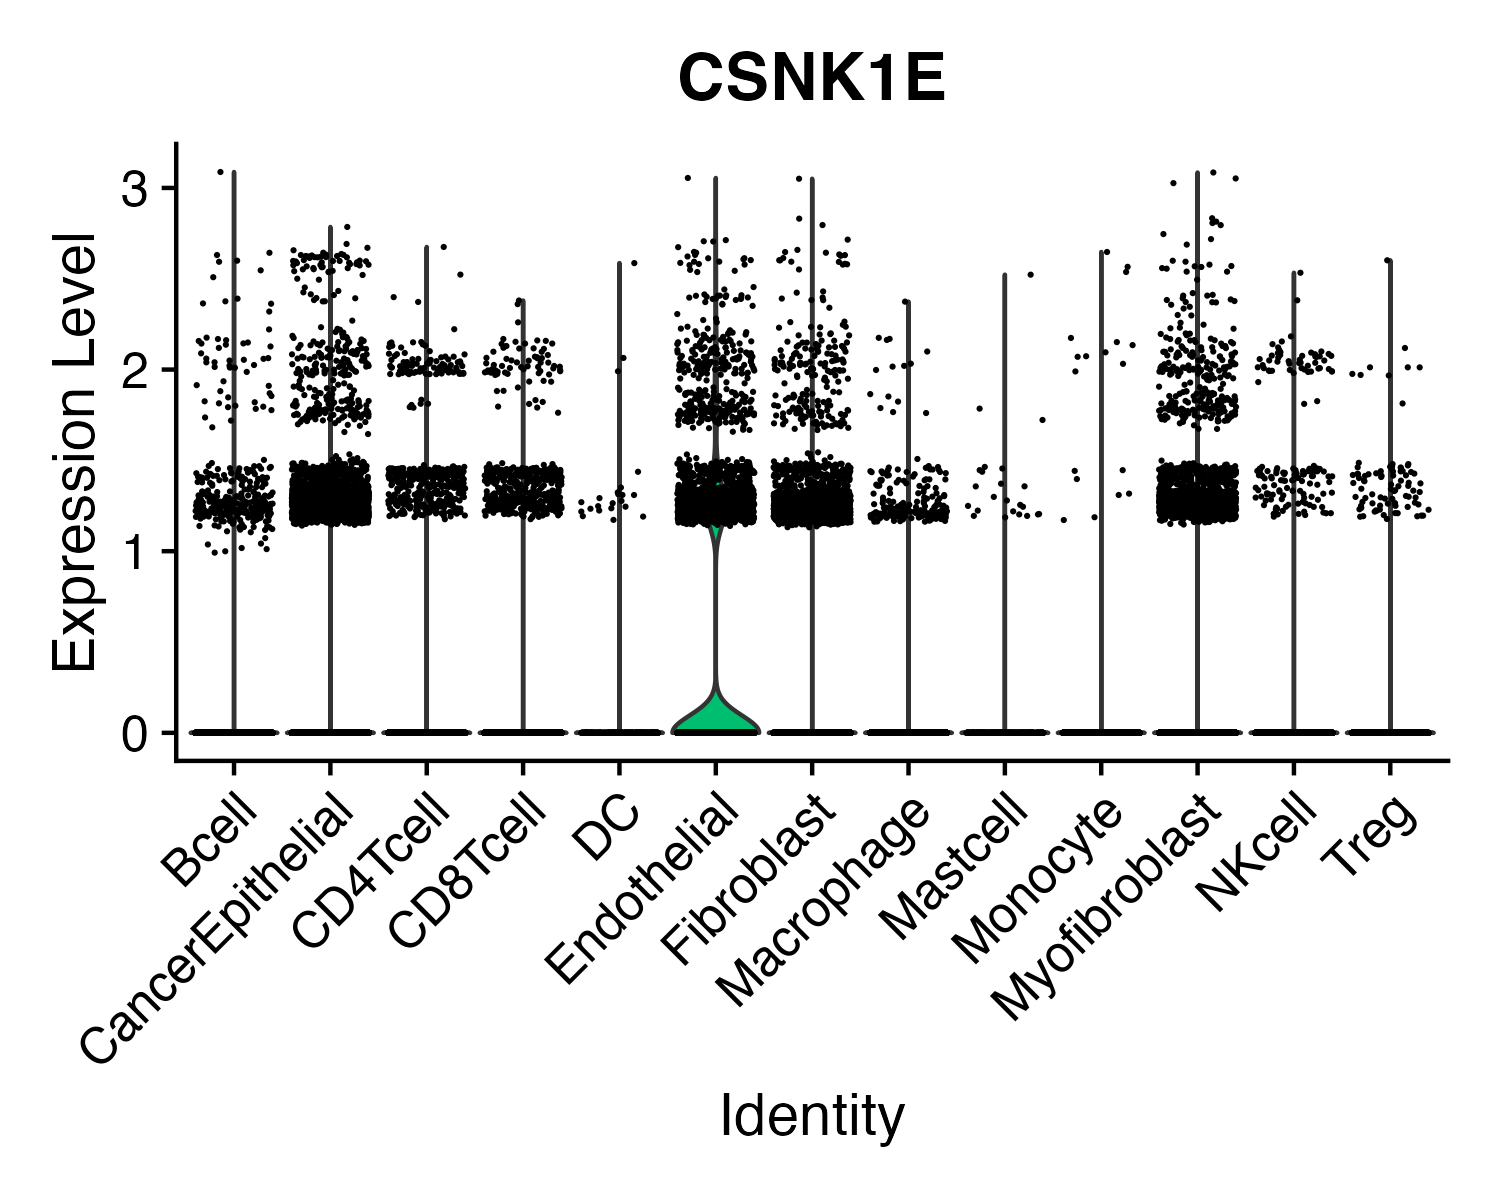 CSNK1E
Expression Level
3
2
1
0
Bcell
CancerEpithelial
CD4Tcell
CD8Tcell
DC
Endothelial
Fibroblast
Macrophage
Mastcell
Monocyte
Myofibroblast
NKcell
Treg
Identity